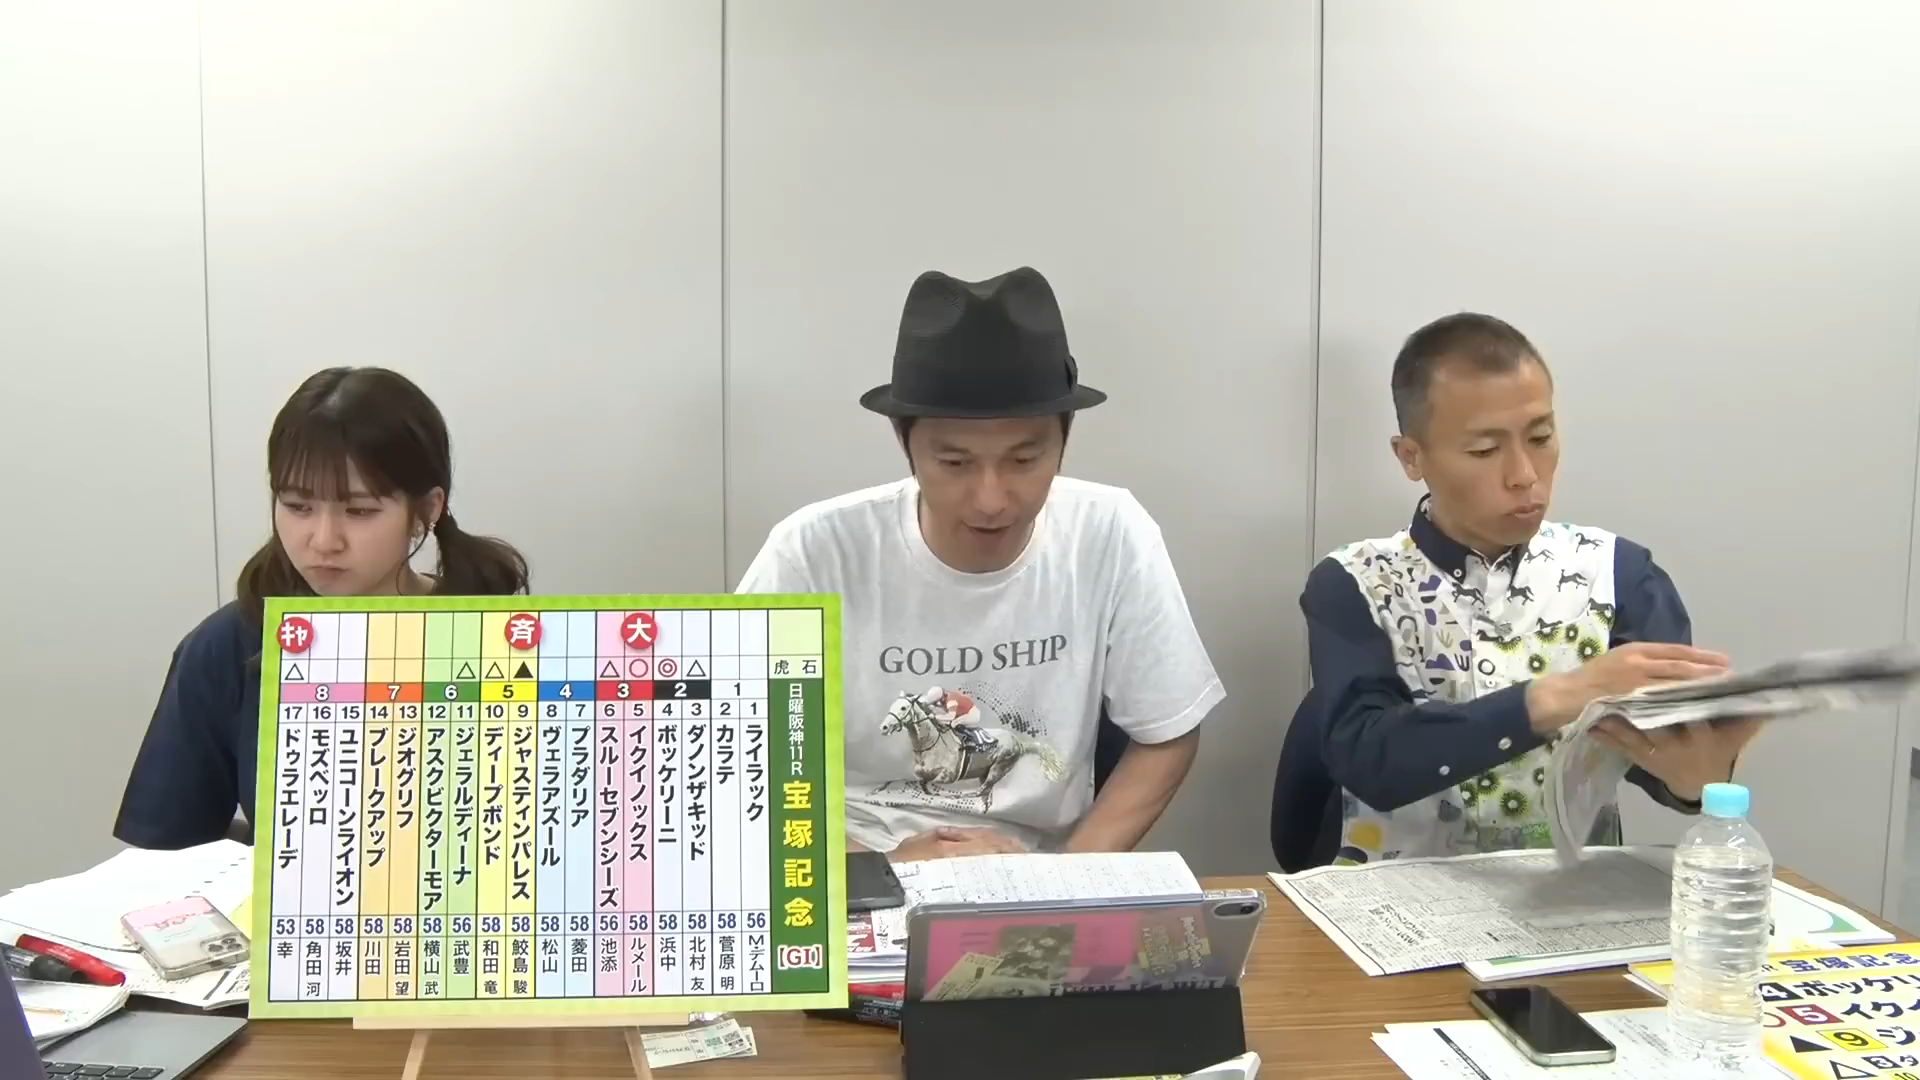 虎石
日曜阪神11R 宝塚記念 [GI]
1 1 ライラック 56 Mデムーロ
2 カラテ 58 菅原明
△ 2 3 ダノンザキッド 58 北村友
◎ 4 ボッケリーニ 58 浜中
大 ○ 3 5 イクイノックス 58 ルメール
△ 6 スルーセブンシーズ 56 池添
4 7 プラダリア 58 菱田
8 ヴェラアズール 58 松山
斉 ▲ 5 9 ジャスティンパレス 58 鮫島駿
△ 10 ディープボンド 58 和田竜
△ 6 11 ジェラルディーナ 56 武豊
12 アスクビクターモア 58 横山武
7 13 ジオグリフ 58 岩田望
14 ブレークアップ 58 川田
8 15 ユニコーンライオン 58 坂井
16 モズベッロ 58 角田河
キャ △ 17 ドゥラエレーデ 53 幸
GOLD SHIP
R 宝塚記念
4 ボッケリ
○ 5 イクイ
▲ 9 ジ
△ 3 ダ
10